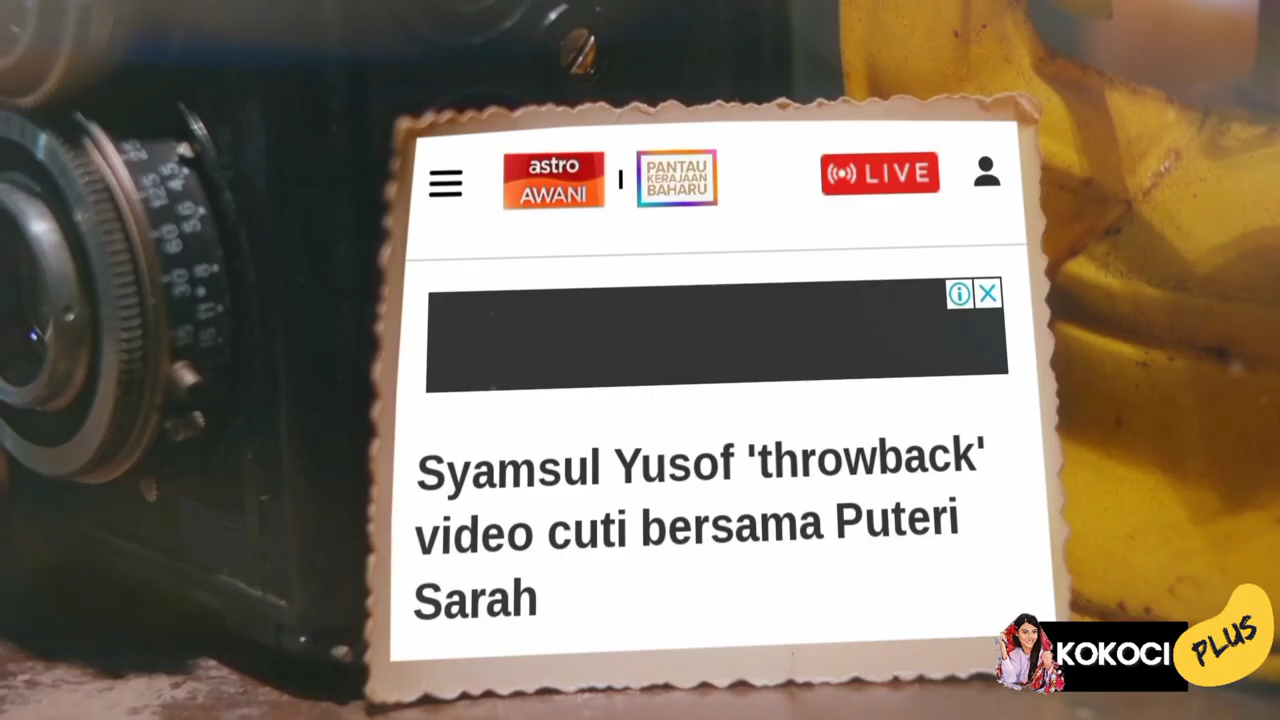 astro
AWANI
PANTAU
KERAJAAN
BAHARU
LIVE
Syamsul Yusof 'throwback'
video cuti bersama Puteri
Sarah
KOKOCI
PLUS